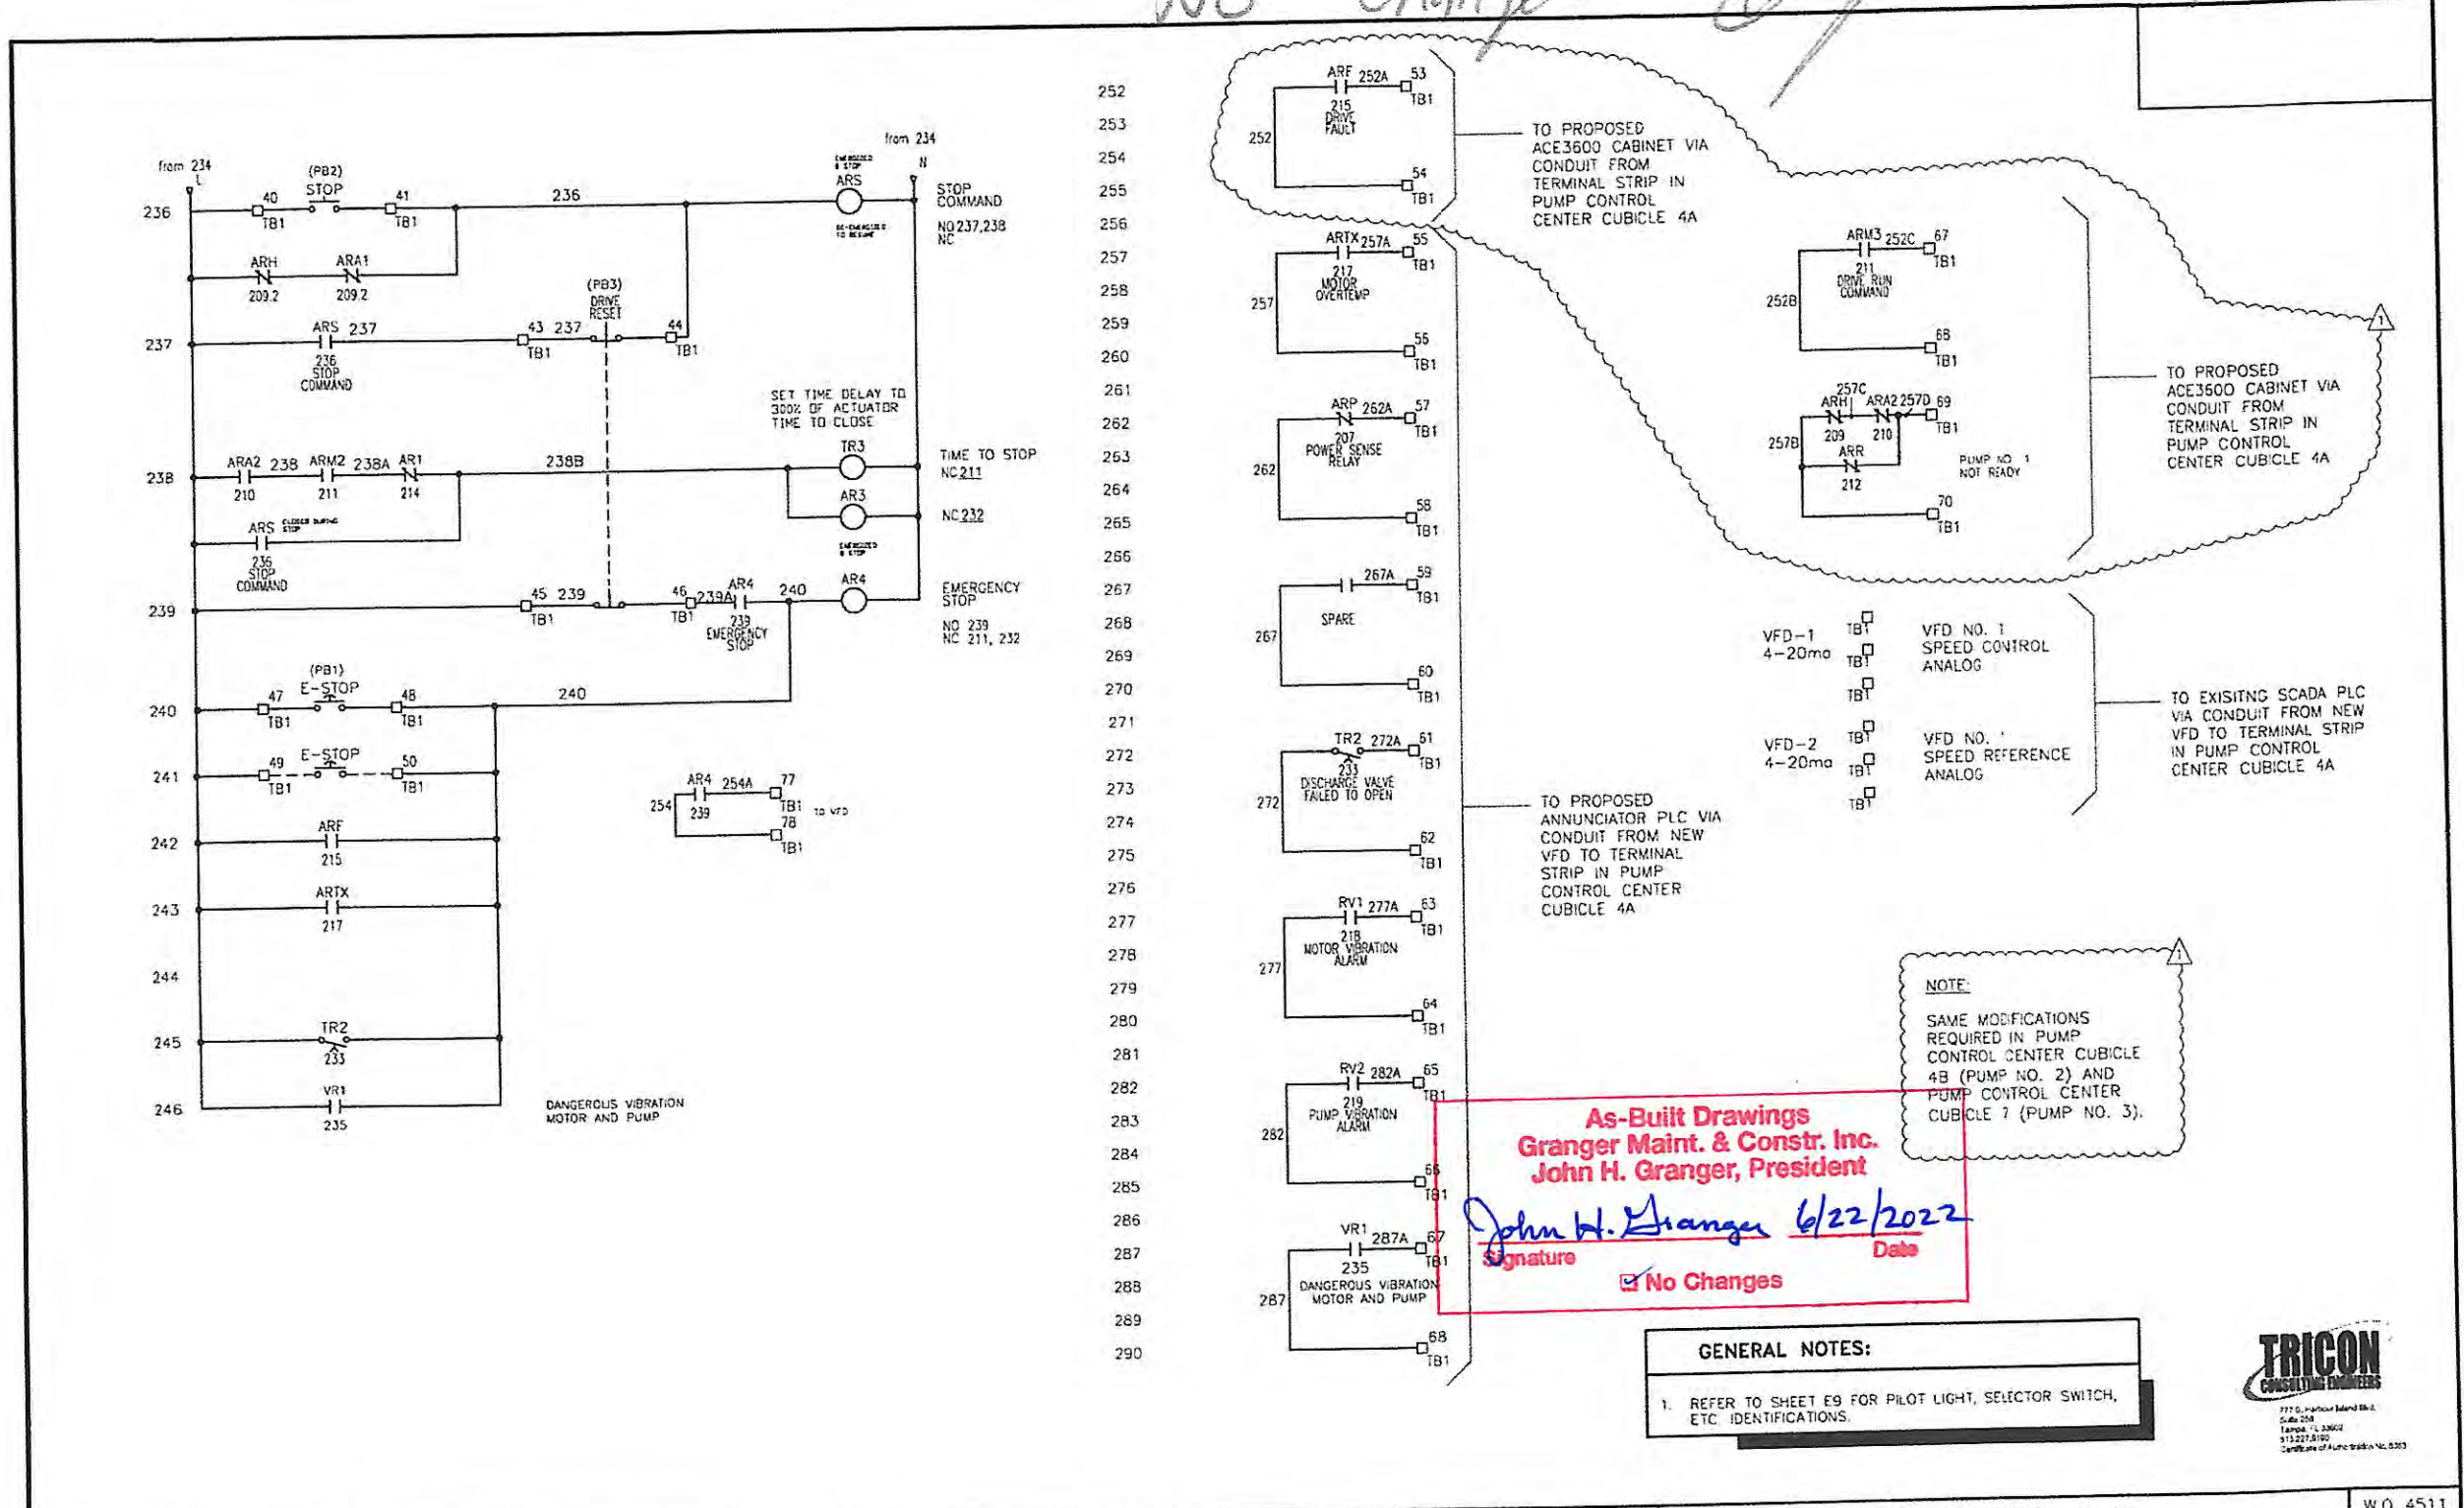 No Change
from 234
L
(PB2)
STOP
40
TB1
41
TB1
236
236
ARS
from 234
N
STOP
COMMAND
NO 237,238
NC
ARH
209.2
ARA1
209.2
(PB3)
DRIVE
RESET
237
ARS 237
236
STOP
COMMAND
43 237
TB1
44
TB1
SET TIME DELAY TO
300% OF ACTUATOR
TIME TO CLOSE
238
ARA2 238 ARM2 238A AR1
210 211 214
238B
TR3
TIME TO STOP
NC 211
AR3
NC 232
ARS
236
STOP
COMMAND
239
45 239
TB1
46 239A
TB1
AR4
239
EMERGENCY
STOP
240
AR4
EMERGENCY
STOP
NO 239
NC 211, 232
240
(PB1)
E-STOP
47
TB1
48
TB1
240
241
E-STOP
49
TB1
50
TB1
242
ARF
215
243
ARTX
217
244
245
TR2
233
246
VR1
235
DANGEROUS VIBRATION
MOTOR AND PUMP
254
AR4 254A 77
239
TB1
TO VFD
78
TB1
252
253
254
255
256
257
258
259
260
261
262
263
264
265
266
267
268
269
270
271
272
273
274
275
276
277
278
279
280
281
282
283
284
285
286
287
288
289
290
252
ARF 252A 53
215
TB1
DRIVE
FAULT
54
TB1
TO PROPOSED
ACE3600 CABINET VIA
CONDUIT FROM
TERMINAL STRIP IN
PUMP CONTROL
CENTER CUBICLE 4A
257
ARTX 257A 55
217
TB1
MOTOR
OVERTEMP
56
TB1
262
ARP 262A 57
207
TB1
POWER SENSE
RELAY
58
TB1
267
267A 59
TB1
SPARE
60
TB1
272
TR2 272A 61
233
TB1
DISCHARGE VALVE
FAILED TO OPEN
62
TB1
277
RV1 277A 63
218
TB1
MOTOR VIBRATION
ALARM
64
TB1
282
RV2 282A 65
219
TB1
PUMP VIBRATION
ALARM
66
TB1
287
VR1 287A 67
235
TB1
DANGEROUS VIBRATION
MOTOR AND PUMP
68
TB1
TO PROPOSED
ANNUNCIATOR PLC VIA
CONDUIT FROM NEW
VFD TO TERMINAL
STRIP IN PUMP
CONTROL CENTER
CUBICLE 4A
252B
ARM3 252C 67
211
TB1
DRIVE RUN
COMMAND
68
TB1
257B
257C
ARH ARA2 257D 69
209 210
TB1
ARR
212
PUMP NO. 1
NOT READY
70
TB1
1
TO PROPOSED
ACE3600 CABINET VIA
CONDUIT FROM
TERMINAL STRIP IN
PUMP CONTROL
CENTER CUBICLE 4A
VFD-1
4-20ma
TB1
TB1
TB1
VFD NO. 1
SPEED CONTROL
ANALOG
VFD-2
4-20ma
TB1
TB1
TB1
VFD NO.
SPEED REFERENCE
ANALOG
TO EXISITNG SCADA PLC
VIA CONDUIT FROM NEW
VFD TO TERMINAL STRIP
IN PUMP CONTROL
CENTER CUBICLE 4A
1
NOTE:
SAME MODIFICATIONS
REQUIRED IN PUMP
CONTROL CENTER CUBICLE
4B (PUMP NO. 2) AND
PUMP CONTROL CENTER
CUBICLE 7 (PUMP NO. 3).
As-Built Drawings
Granger Maint. & Constr. Inc.
John H. Granger, President
John H. Granger 6/22/2022
Signature Date
No Changes
GENERAL NOTES:
1. REFER TO SHEET E9 FOR PILOT LIGHT, SELECTOR SWITCH,
ETC. IDENTIFICATIONS.
TRICON
CONSULTING ENGINEERS
W.O. 4511